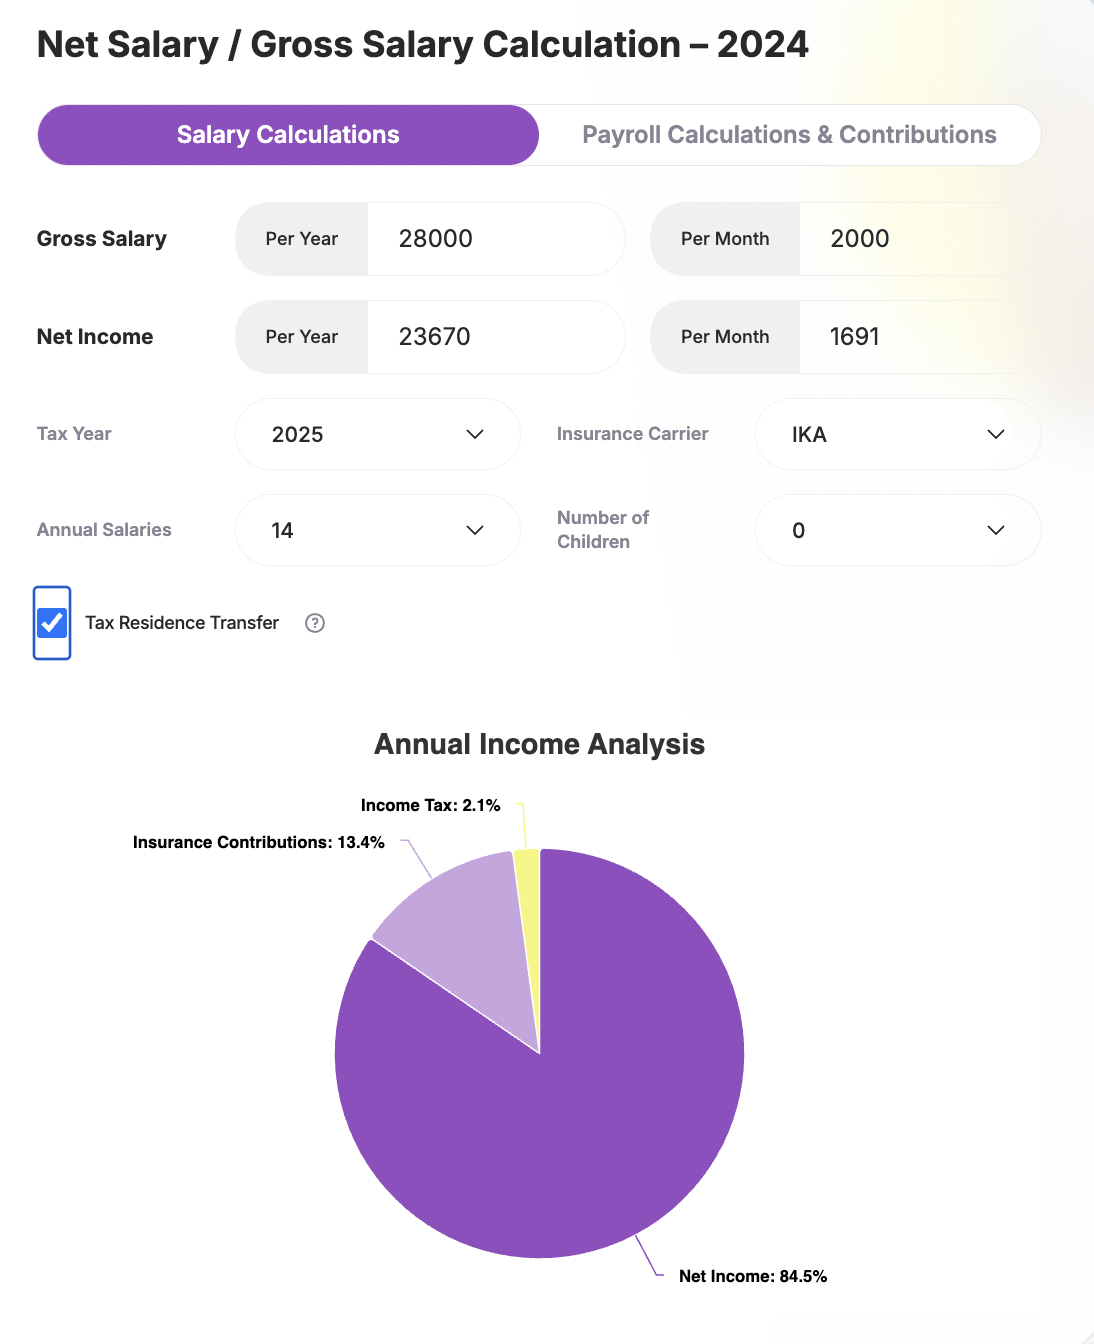 Net Salary / Gross Salary Calculation – 2024
Salary Calculations
Payroll Calculations & Contributions
Gross Salary
Per Year
28000
Per Month
2000
Net Income
Per Year
23670
Per Month
1691
Tax Year
2025
Insurance Carrier
IKA
Annual Salaries
14
Number of
Children
0
Tax Residence Transfer
?
Annual Income Analysis
Income Tax: 2.1%
Insurance Contributions: 13.4%
Net Income: 84.5%